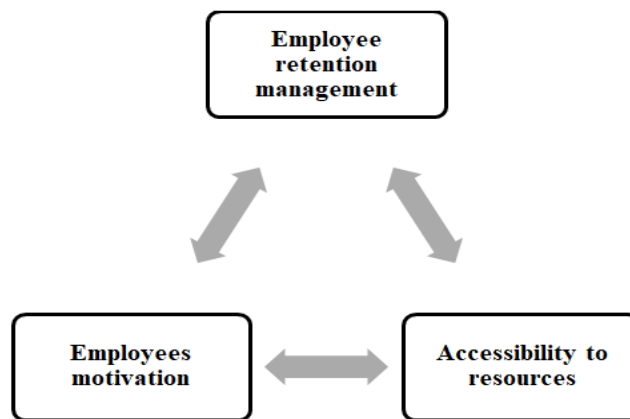 Employee
retention
management
Employees
motivation
Accessibility to
resources